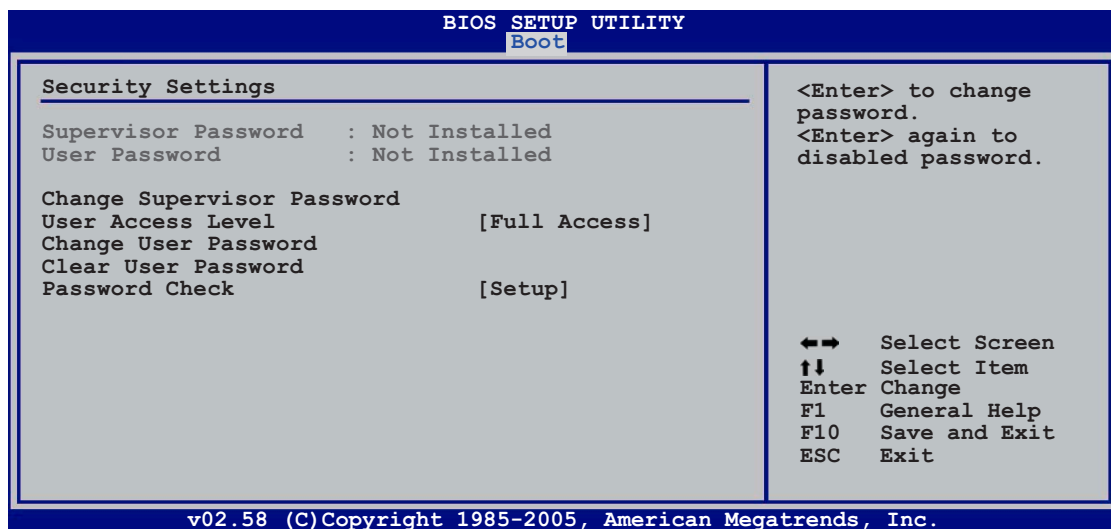 BIOS SETUP UTILITY
Boot
Security Settings
Supervisor Password : Not Installed
User Password : Not Installed
Change Supervisor Password
User Access Level [Full Access]
Change User Password
Clear User Password
Password Check [Setup]
<Enter> to change
password.
<Enter> again to
disabled password.
←→ Select Screen
↑↓ Select Item
Enter Change
F1 General Help
F10 Save and Exit
ESC Exit
v02.58 (C)Copyright 1985-2005, American Megatrends, Inc.